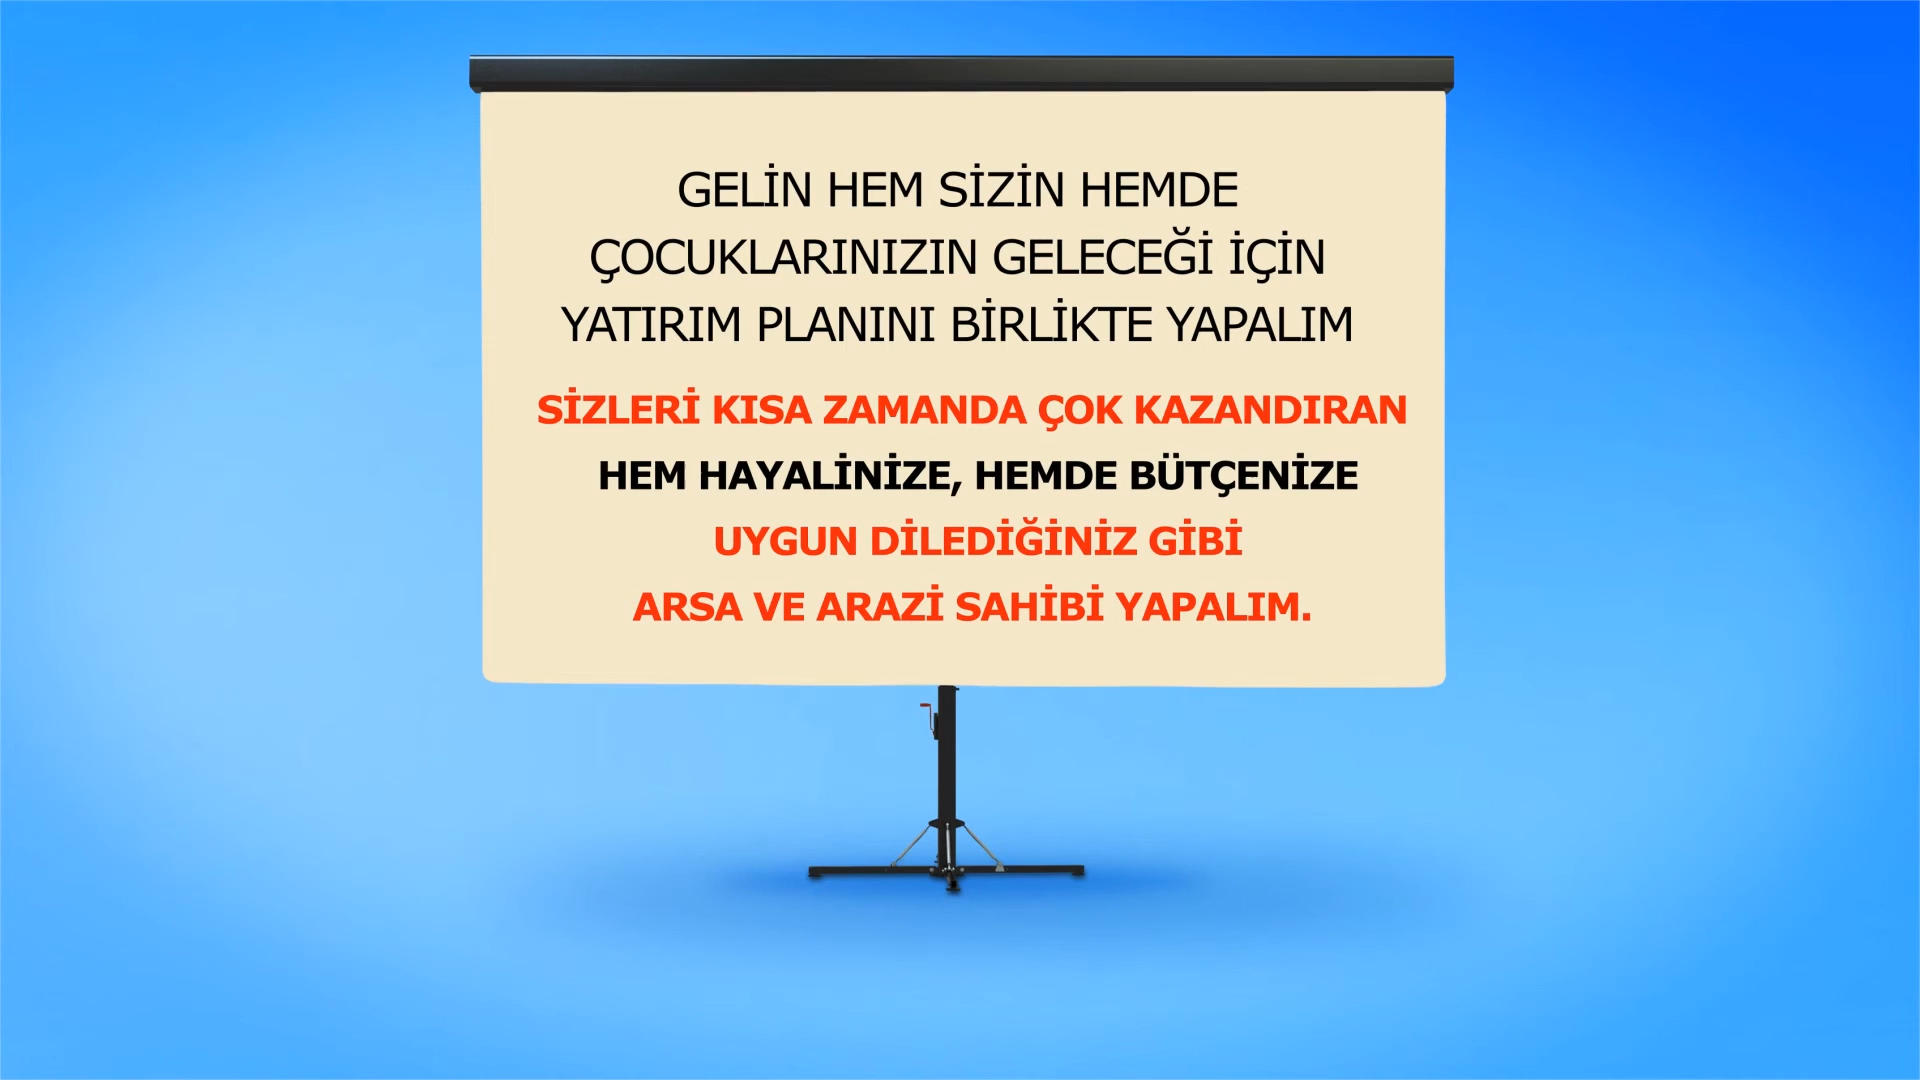 GELİN HEM SİZİN HEMDE
ÇOCUKLARINIZIN GELECEĞİ İÇİN
YATIRIM PLANINI BİRLİKTE YAPALIM
SİZLERİ KISA ZAMANDA ÇOK KAZANDIRAN
HEM HAYALİNİZE, HEMDE BÜTÇENİZE
UYGUN DİLEDİĞİNİZ GİBİ
ARSA VE ARAZİ SAHİBİ YAPALIM.